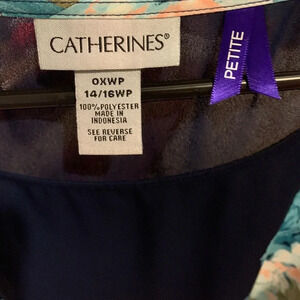 CATHERINES®
PETITE
0XWP
14/16WP
100% POLYESTER
MADE IN
INDONESIA
SEE REVERSE
FOR CARE